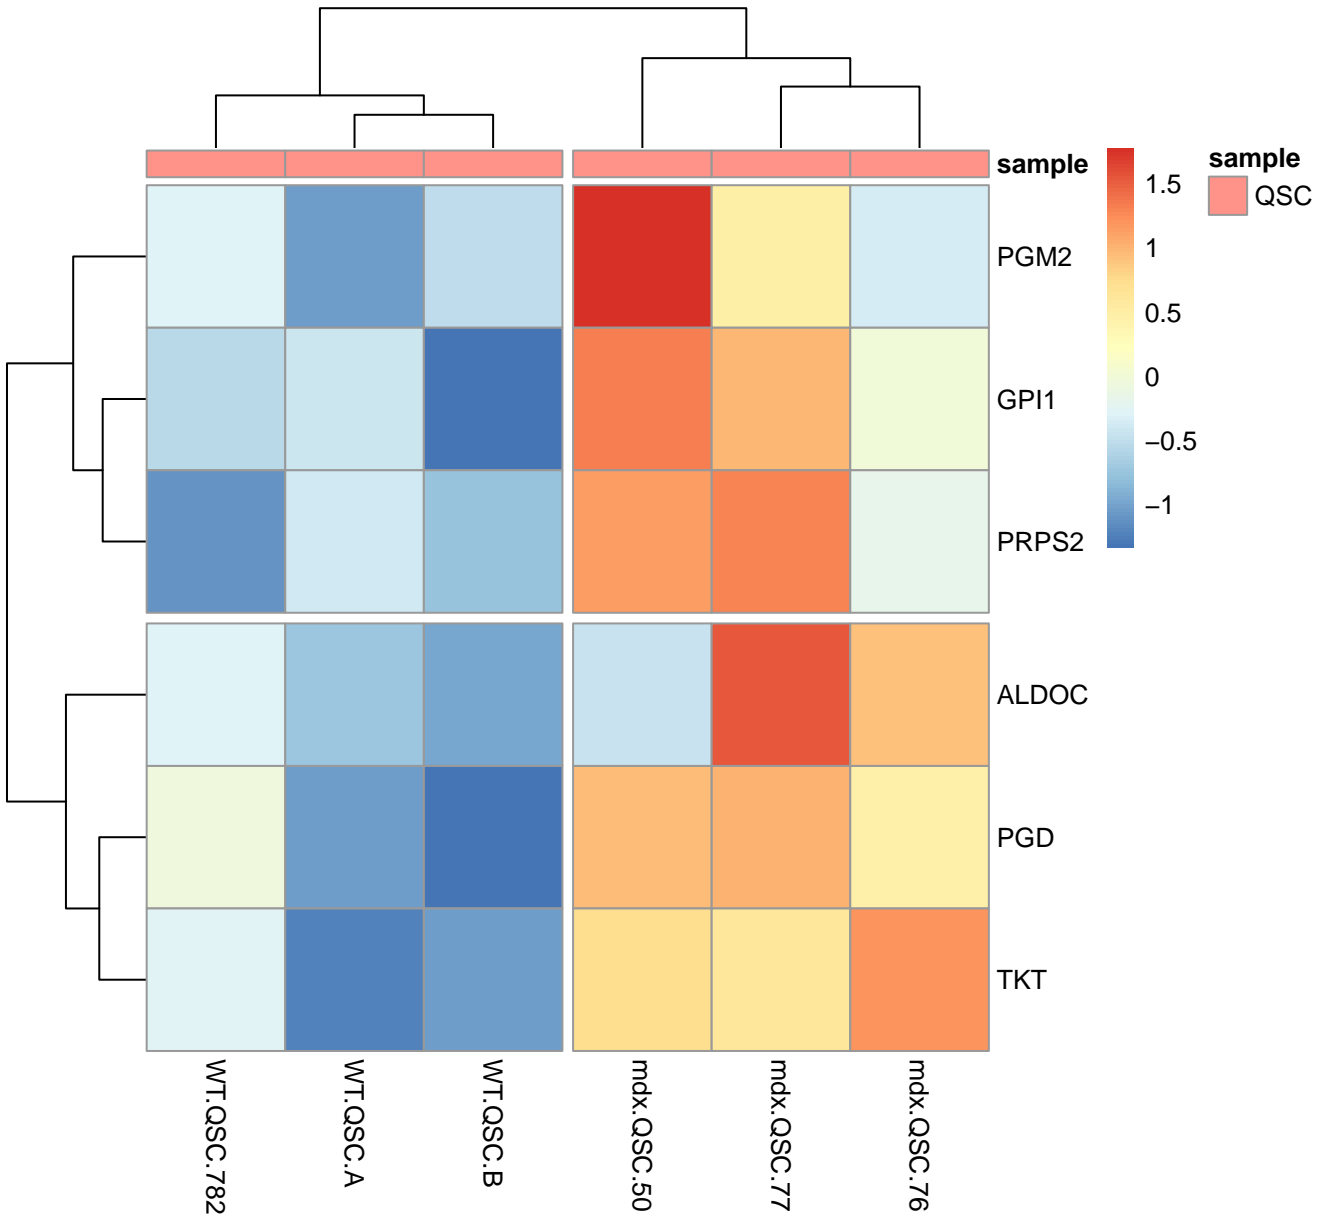 sample
PGM2
GPI1
PRPS2
ALDOC
PGD
TKT
WT.QSC.782
WT.QSC.A
WT.QSC.B
mdx.QSC.50
mdx.QSC.77
mdx.QSC.76
1.5
1
0.5
0
−0.5
−1
sample
QSC